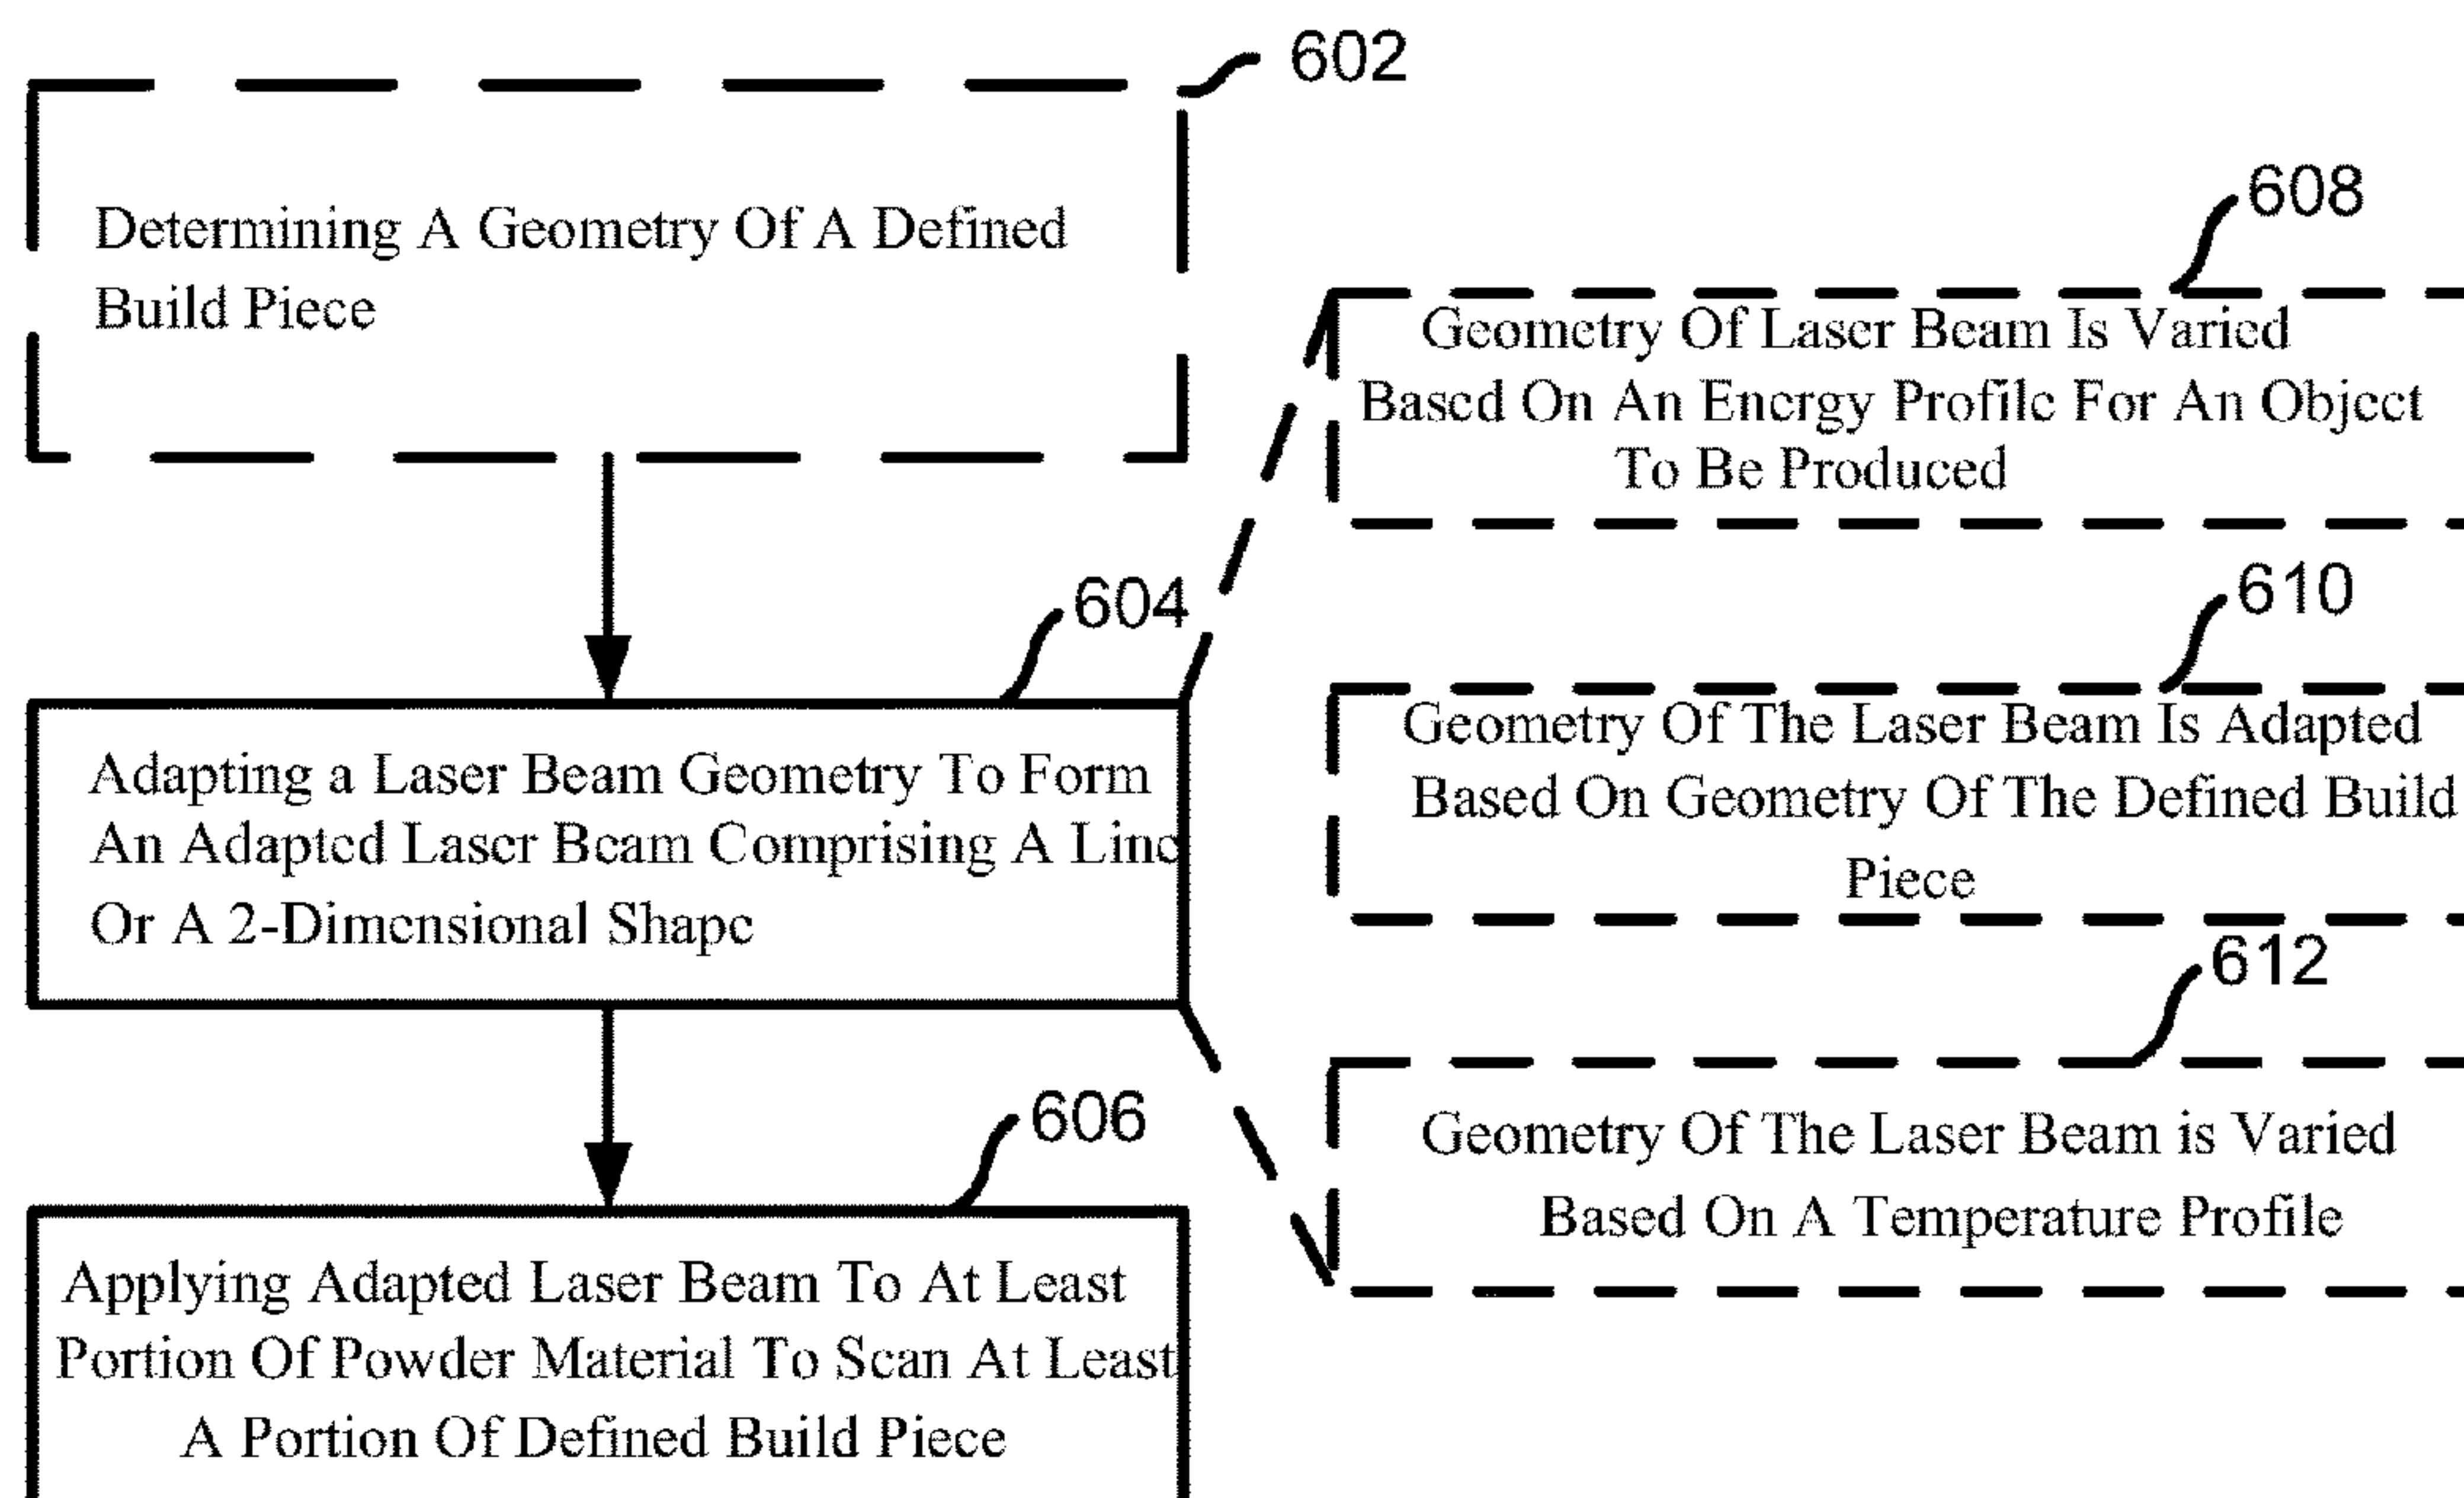 602
Determining A Geometry Of A Defined
Build Piece
608
Geometry Of Laser Beam Is Varied
Based On An Energy Profile For An Object
To Be Produced
604
Adapting a Laser Beam Geometry To Form
An Adapted Laser Beam Comprising A Line
Or A 2-Dimensional Shape
610
Geometry Of The Laser Beam Is Adapted
Based On Geometry Of The Defined Build
Piece
612
Geometry Of The Laser Beam is Varied
Based On A Temperature Profile
606
Applying Adapted Laser Beam To At Least
Portion Of Powder Material To Scan At Least
A Portion Of Defined Build Piece